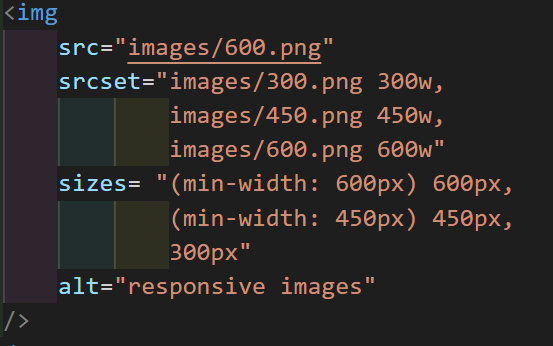 <img
src="images/600.png"
srcset="images/300.png 300w,
images/450.png 450w,
images/600.png 600w"
sizes= "(min-width: 600px) 600px,
(min-width: 450px) 450px,
300px"
alt="responsive images"
/>